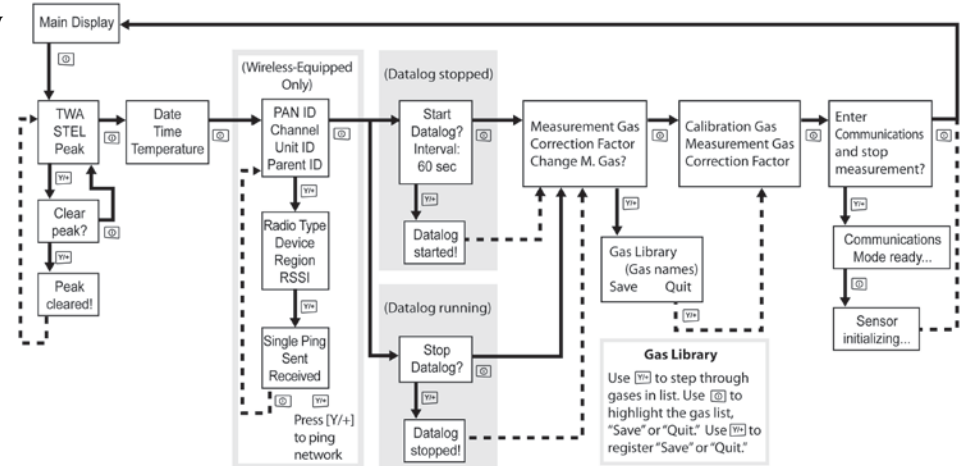 Main Display
TWA
STEL
Peak
Y/+
Clear
peak?
Y/+
Peak
cleared!
Date
Time
Temperature
(Wireless-Equipped
Only)
PAN ID
Channel
Unit ID
Parent ID
Y/+
Radio Type
Device
Region
RSSI
Y/+
Single Ping
Sent
Received
Y/+
Press [Y/+]
to ping
network
(Datalog stopped)
Start
Datalog?
Interval:
60 sec
Y/+
Datalog
started!
(Datalog running)
Stop
Datalog?
Y/+
Datalog
stopped!
Measurement Gas
Correction Factor
Change M. Gas?
Y/+
Gas Library
(Gas names)
Save Quit
Y/+
Calibration Gas
Measurement Gas
Correction Factor
Enter
Communications
and stop
measurement?
Y/+
Communications
Mode ready...
Sensor
initializing...
Gas Library
Use Y/+ to step through
gases in list. Use to
highlight the gas list,
“Save” or “Quit.” Use Y/+ to
register “Save” or “Quit.”